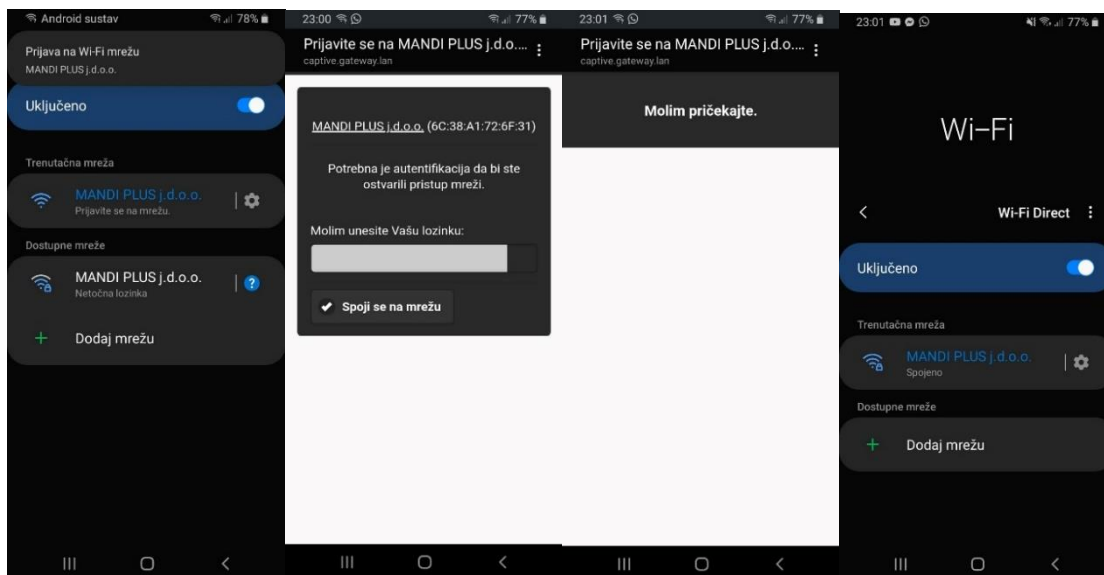 Android sustav
78%
Prijava na Wi-Fi mrežu
MANDI PLUS j.d.o.o.
Uključeno
Trenutačna mreža
MANDI PLUS j.d.o.o.
Prijavite se na mrežu.
Dostupne mreže
MANDI PLUS j.d.o.o.
Netočna lozinka
Dodaj mrežu
23:00
77%
Prijavite se na MANDI PLUS j.d.o....
captive.gateway.lan
MANDI PLUS j.d.o.o. (6C:38:A1:72:6F:31)
Potrebna je autentifikacija da bi ste
ostvarili pristup mreži.
Molim unesite Vašu lozinku:
Spoji se na mrežu
23:01
77%
Prijavite se na MANDI PLUS j.d.o....
captive.gateway.lan
Molim pričekajte.
23:01
77%
Wi-Fi
Wi-Fi Direct
Uključeno
Trenutačna mreža
MANDI PLUS j.d.o.o.
Spojeno
Dostupne mreže
Dodaj mrežu